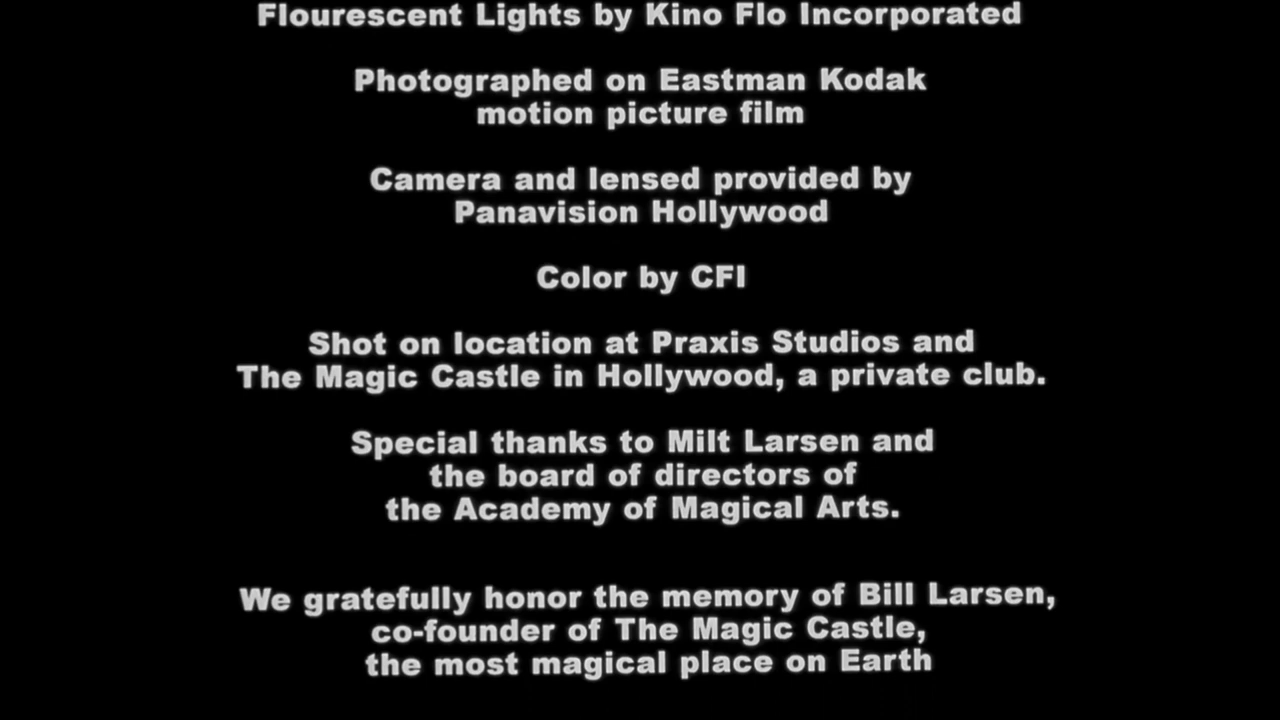 Flourescent Lights by Kino Flo Incorporated
Photographed on Eastman Kodak
motion picture film
Camera and lensed provided by
Panavision Hollywood
Color by CFI
Shot on location at Praxis Studios and
The Magic Castle in Hollywood, a private club.
Special thanks to Milt Larsen and
the board of directors of
the Academy of Magical Arts.
We gratefully honor the memory of Bill Larsen,
co-founder of The Magic Castle,
the most magical place on Earth